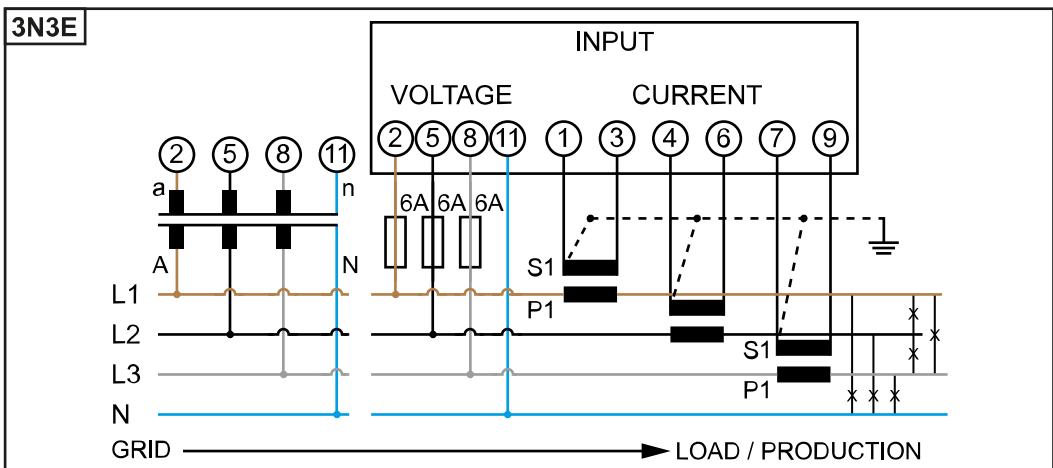 3N3E
INPUT
VOLTAGE CURRENT
2 5 8 11 1 3 4 6 7 9
2 5 8 11
a n
6A 6A 6A
A N
S1
L1
P1
L2
S1
L3
P1
N
GRID LOAD / PRODUCTION